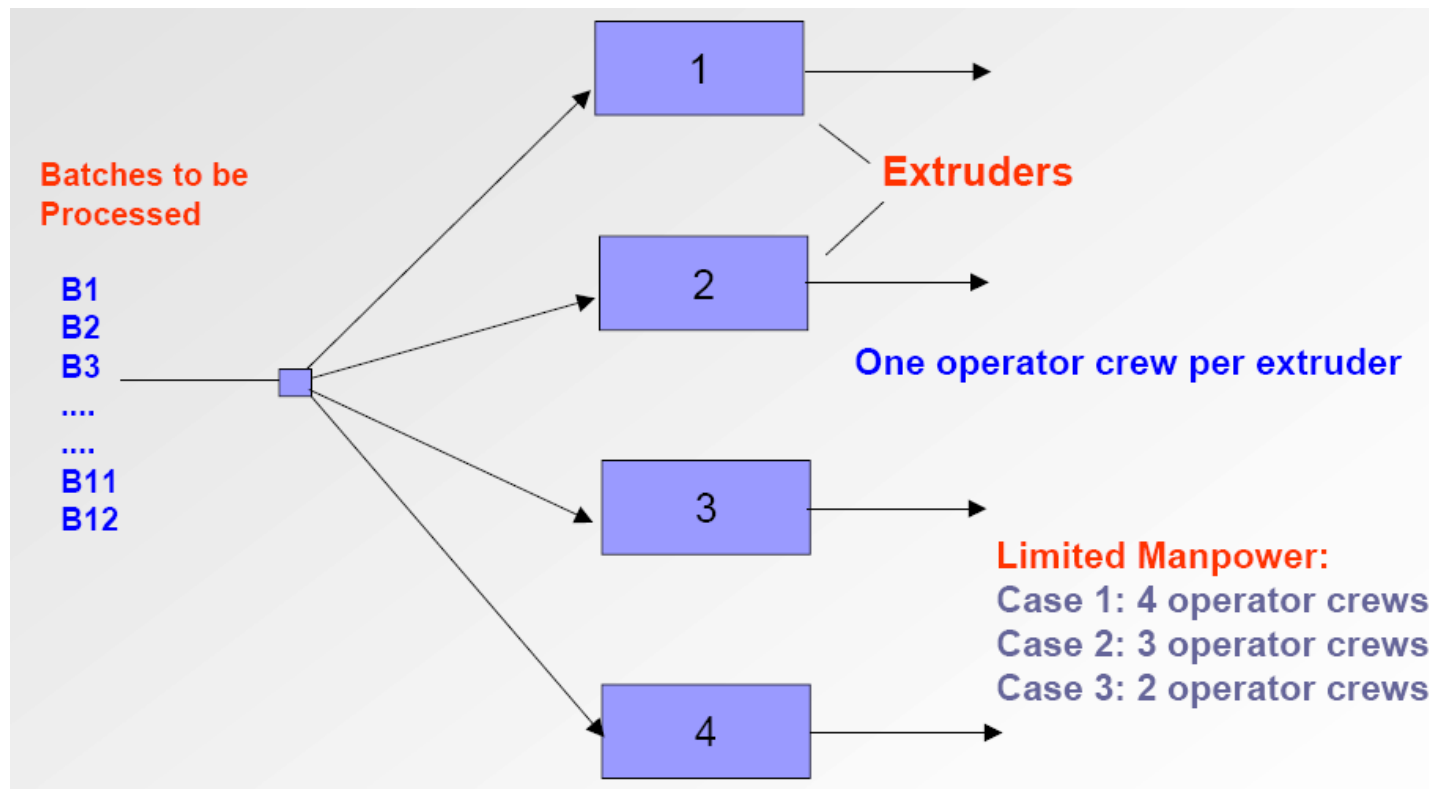 1
Batches to be
Processed
Extruders
B1
B2
B3
....
....
B11
B12
2
One operator crew per extruder
3
Limited Manpower:
Case 1: 4 operator crews
Case 2: 3 operator crews
Case 3: 2 operator crews
4